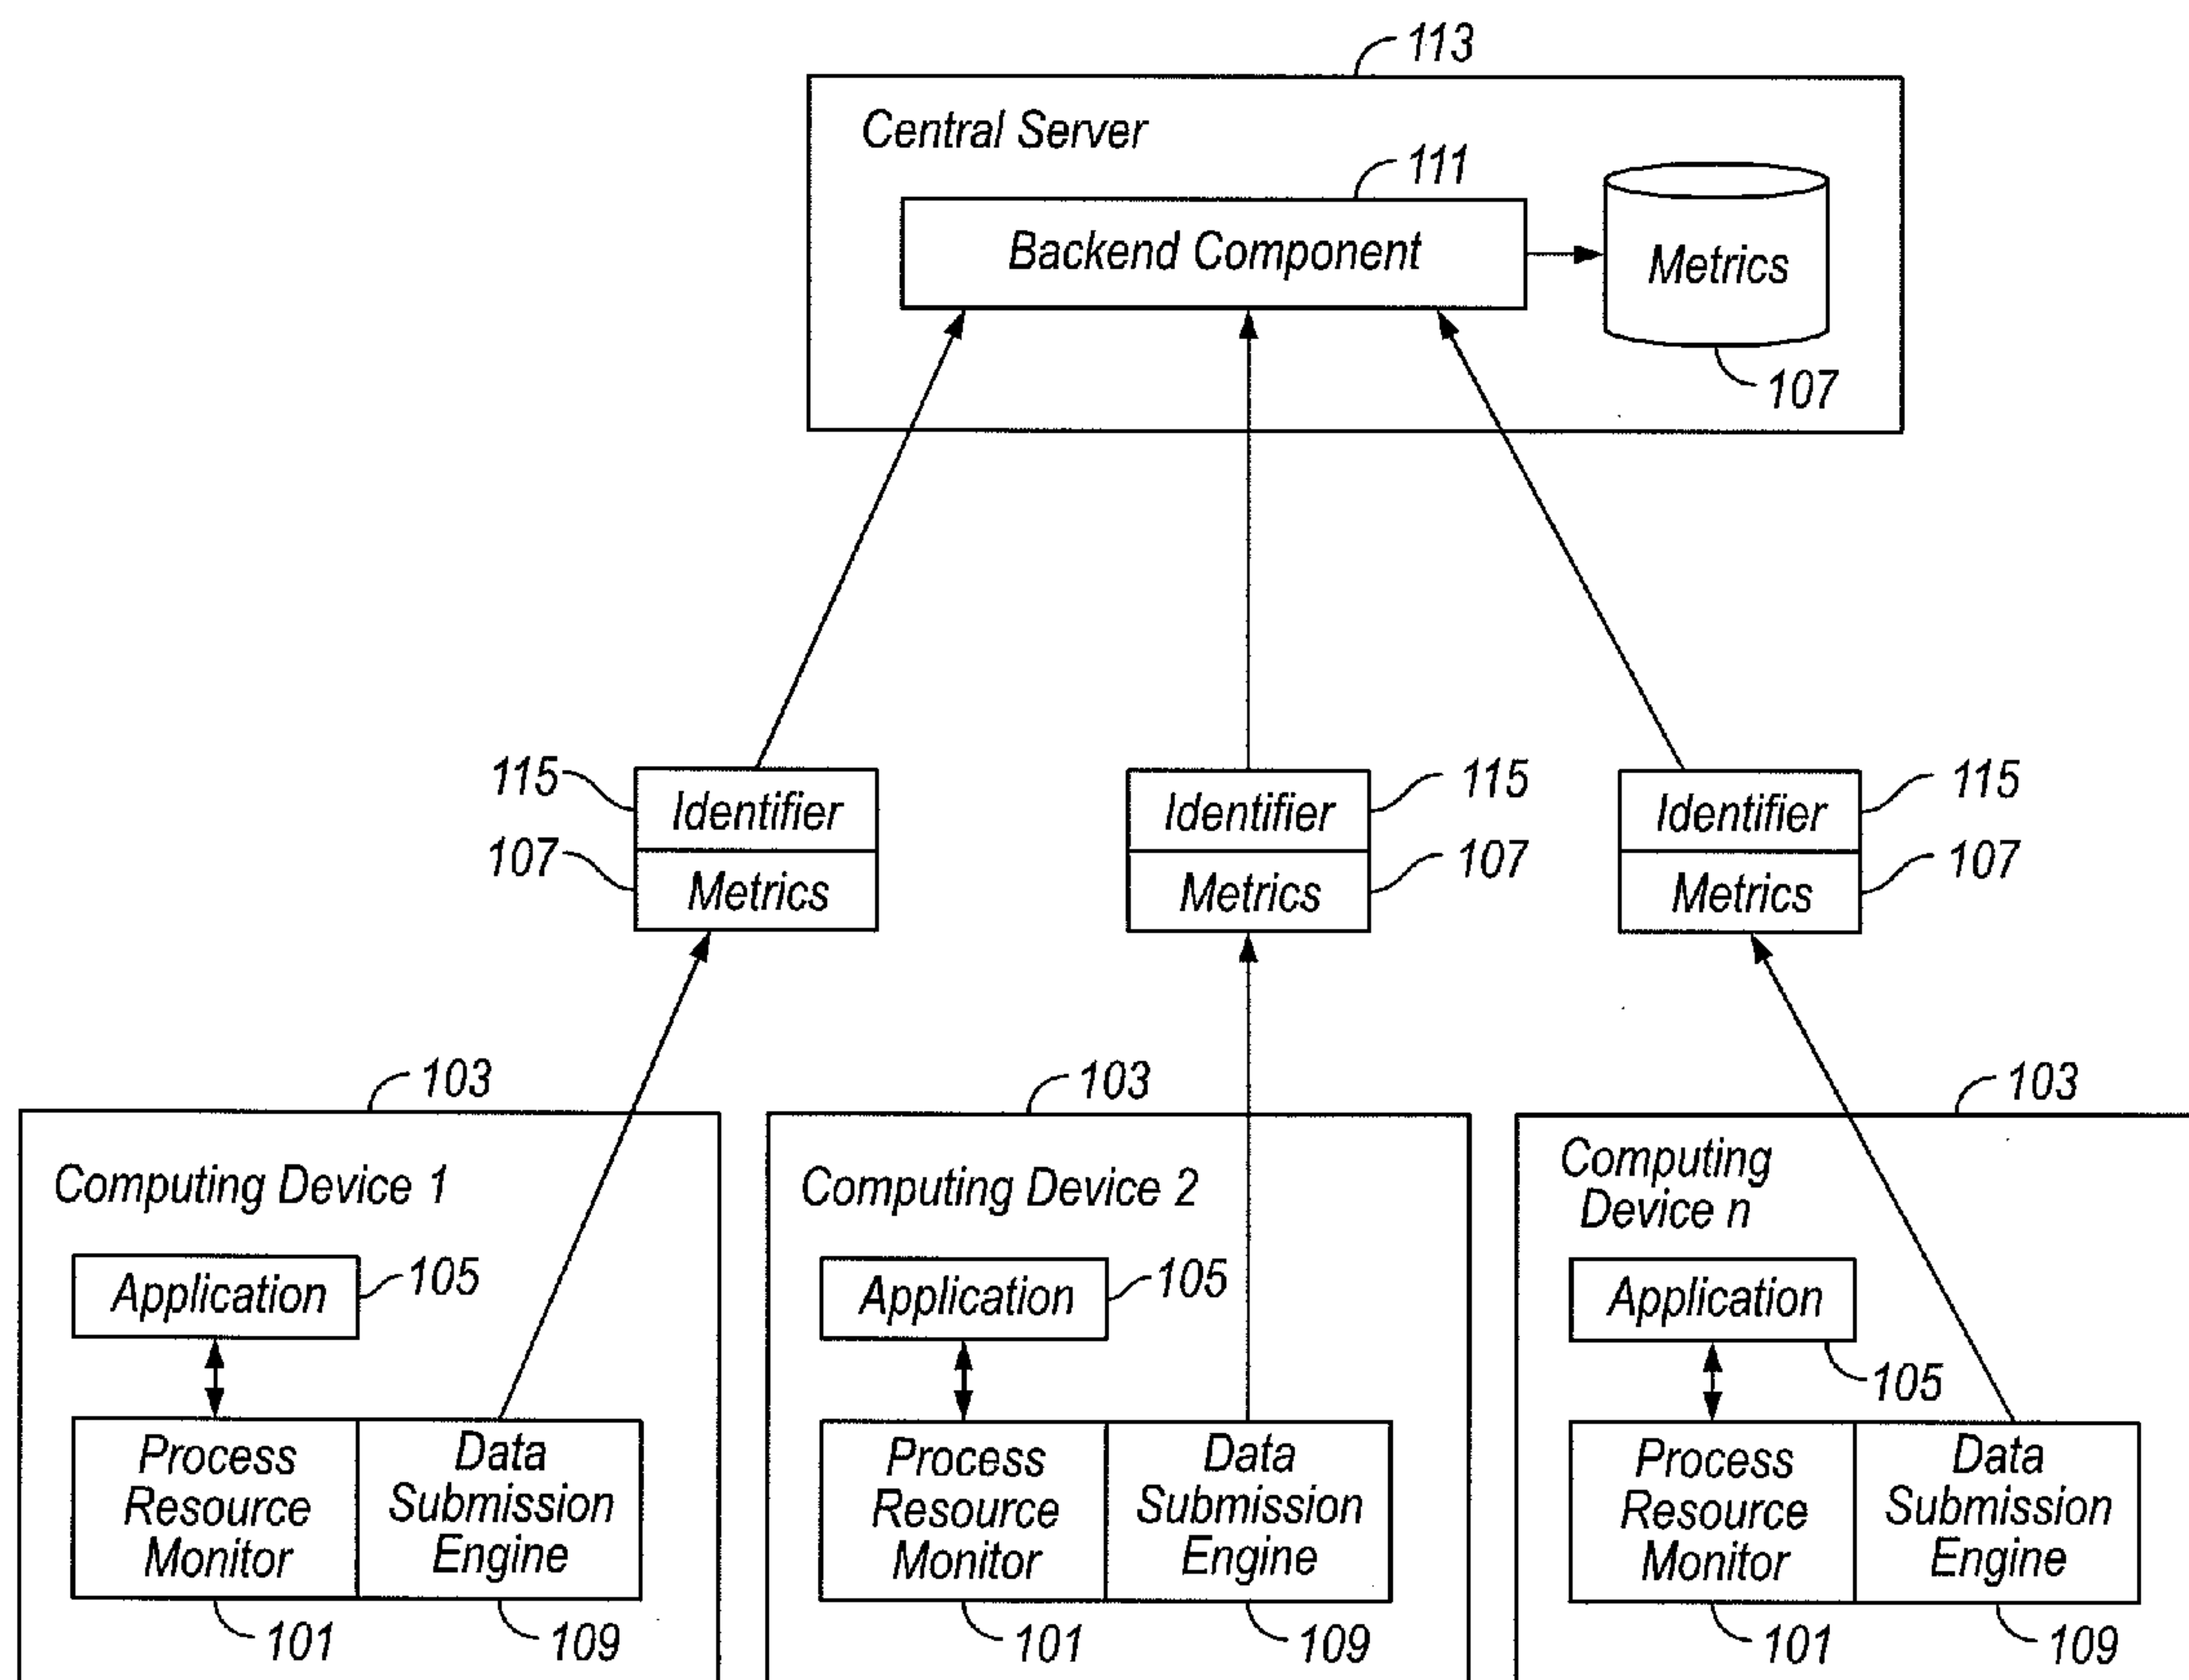 113
Central Server
111
Backend Component
Metrics
107
115
Identifier
107
Metrics
Identifier
115
Metrics
107
Identifier
115
Metrics
107
103
Computing Device 1
Application
105
Process
Resource
Monitor
Data
Submission
Engine
101
109
103
Computing Device 2
Application
105
Process
Resource
Monitor
Data
Submission
Engine
101
109
103
Computing
Device n
Application
105
Process
Resource
Monitor
Data
Submission
Engine
101
109